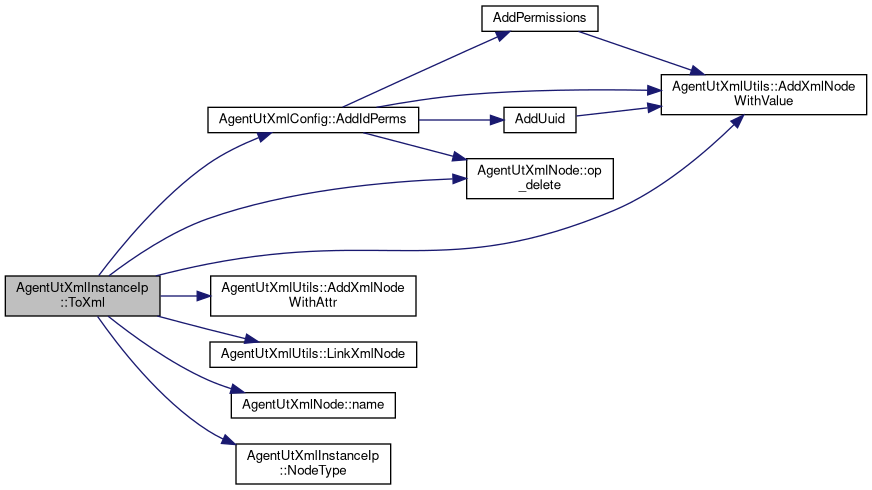 AddPermissions
AgentUtXmlUtils::AddXmlNode
WithValue
AgentUtXmlConfig::AddIdPerms
AddUuid
AgentUtXmlNode::op
_delete
AgentUtXmlInstanceIp
::ToXml
AgentUtXmlUtils::AddXmlNode
WithAttr
AgentUtXmlUtils::LinkXmlNode
AgentUtXmlNode::name
AgentUtXmlInstanceIp
::NodeType